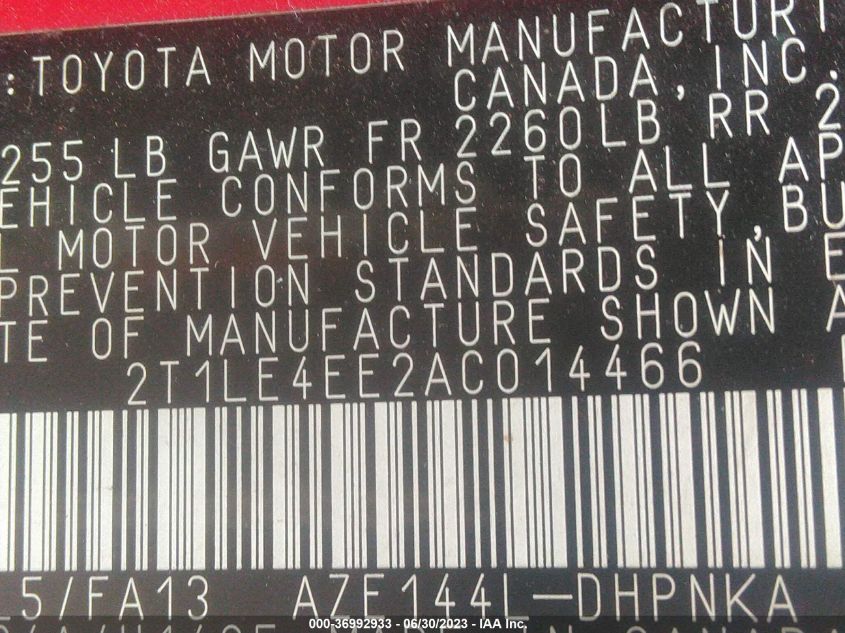 : TOYOTA MOTOR MANUFACTURI
CANADA, INC.
255 LB GAWR FR 2260LB RR 2
EHICLE CONFORMS TO ALL AP
L MOTOR VEHICLE SAFETY, BU
PREVENTION STANDARDS IN E
TE OF MANUFACTURE SHOWN A
2T1LE4EE2AC014466
L5/FA13 AZE144L-DHPNKA
000-36992933 - 06/30/2023 - IAA Inc.